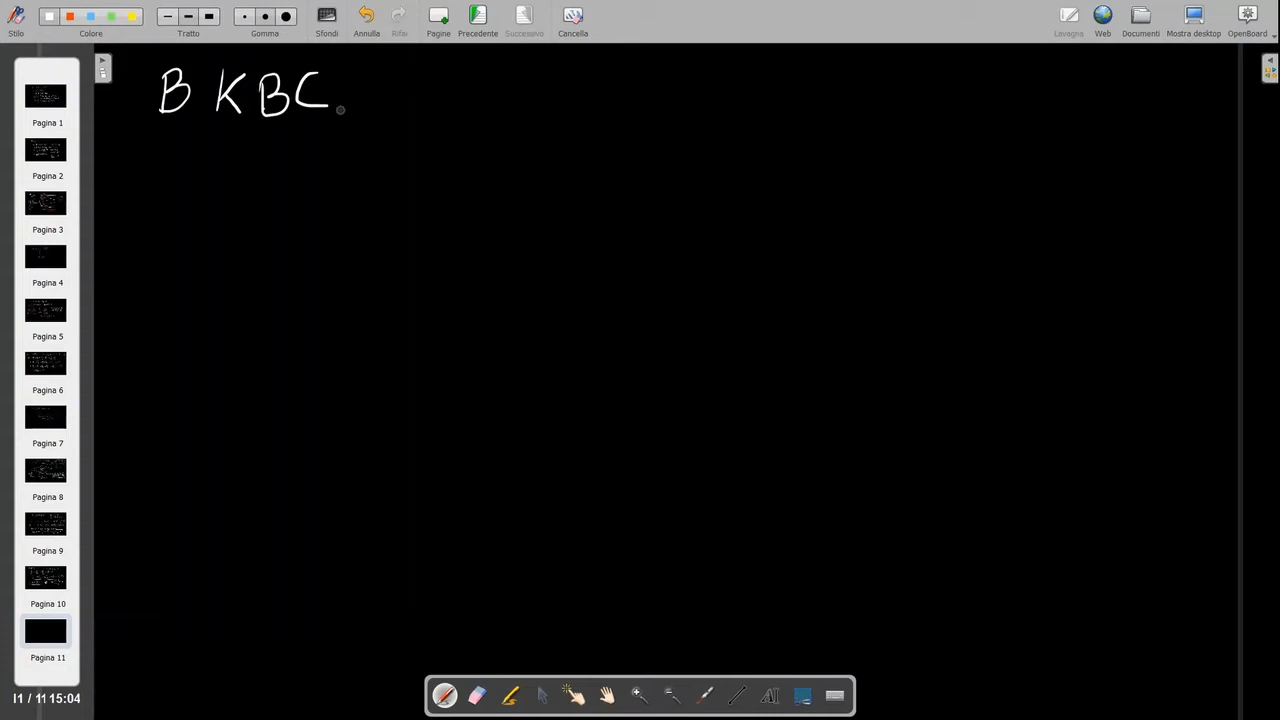 Stilo
Colore
Tratto
Gomma
Sfondi
Annulla
Rifai
Pagine
Precedente
Successivo
Cancella
Lavagna
Web
Documenti
Mostra desktop
OpenBoard
B K B C
Pagina 1
Pagina 2
Pagina 3
Pagina 4
Pagina 5
Pagina 6
Pagina 7
Pagina 8
Pagina 9
Pagina 10
Pagina 11
11 / 11 15:04
AI